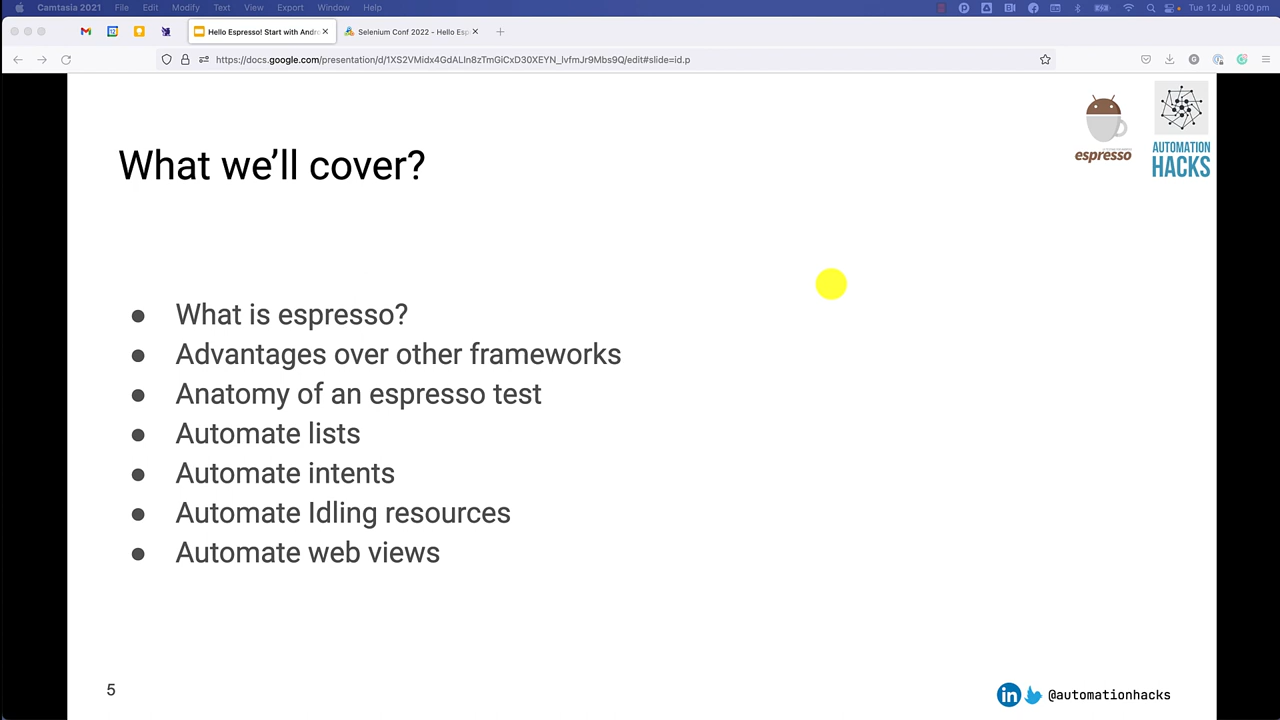 Camtasia 2021 File Edit Modify Text View Export Window Help Tue 12 Jul 8:00 pm
Hello Espresso! Start with Andro Selenium Conf 2022 - Hello Esp
https://docs.google.com/presentation/d/1XS2VMidx4GdALIn8zTmGiCxD30XEYN_lvfmJr9Mbs9Q/edit#slide=id.p
espresso
AUTOMATION
HACKS
What we'll cover?
● What is espresso?
● Advantages over other frameworks
● Anatomy of an espresso test
● Automate lists
● Automate intents
● Automate Idling resources
● Automate web views
5
in @automationhacks